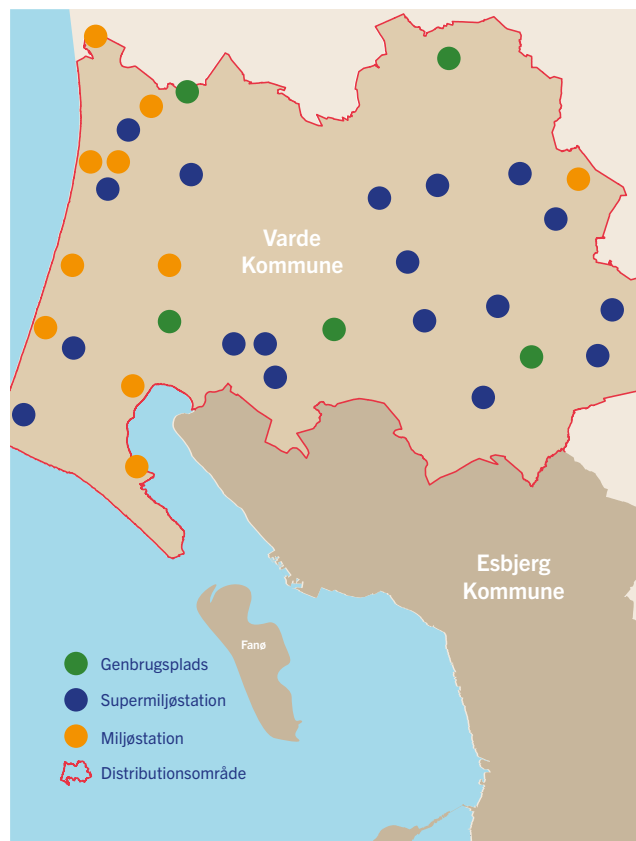 Varde
Kommune
Esbjerg
Kommune
Fanø
Genbrugsplads
Supermiljøstation
Miljøstation
Distributionsområde